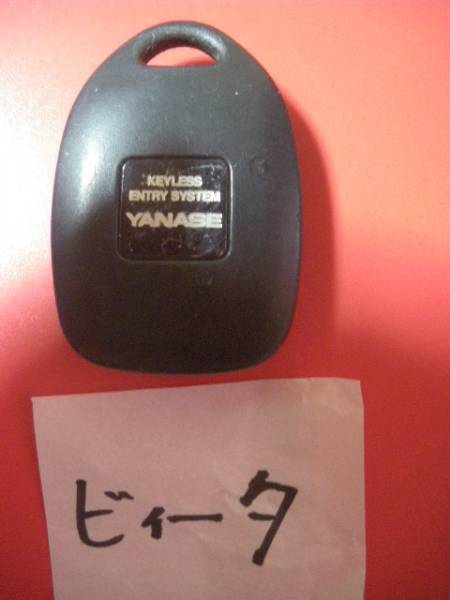 KEYLESS
ENTRY SYSTEM
YANASE
ビィータ